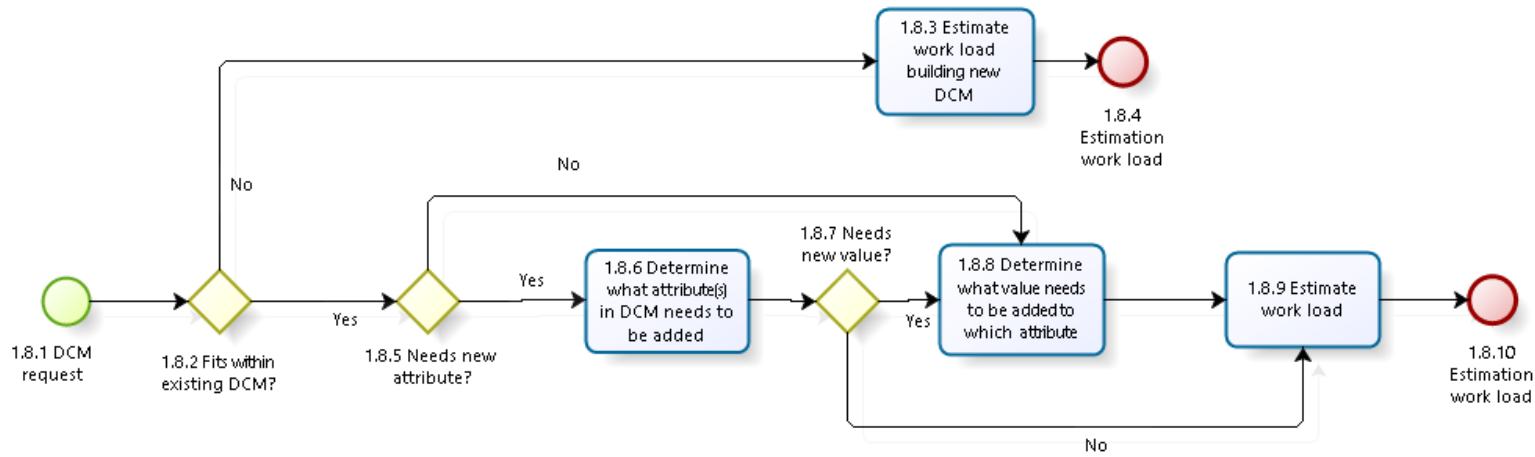 1.8.3 Estimate
work load
building new
DCM
1.8.4
Estimation
work load
No
No
1.8.7 Needs
new value?
1.8.6 Determine
what attribute(s)
in DCM needs to
be added
1.8.8 Determine
what value needs
to be added to
which attribute
1.8.9 Estimate
work load
Yes
Yes
Yes
1.8.1 DCM
request
1.8.2 Fits within
existing DCM?
1.8.5 Needs new
attribute?
1.8.10
Estimation
work load
No